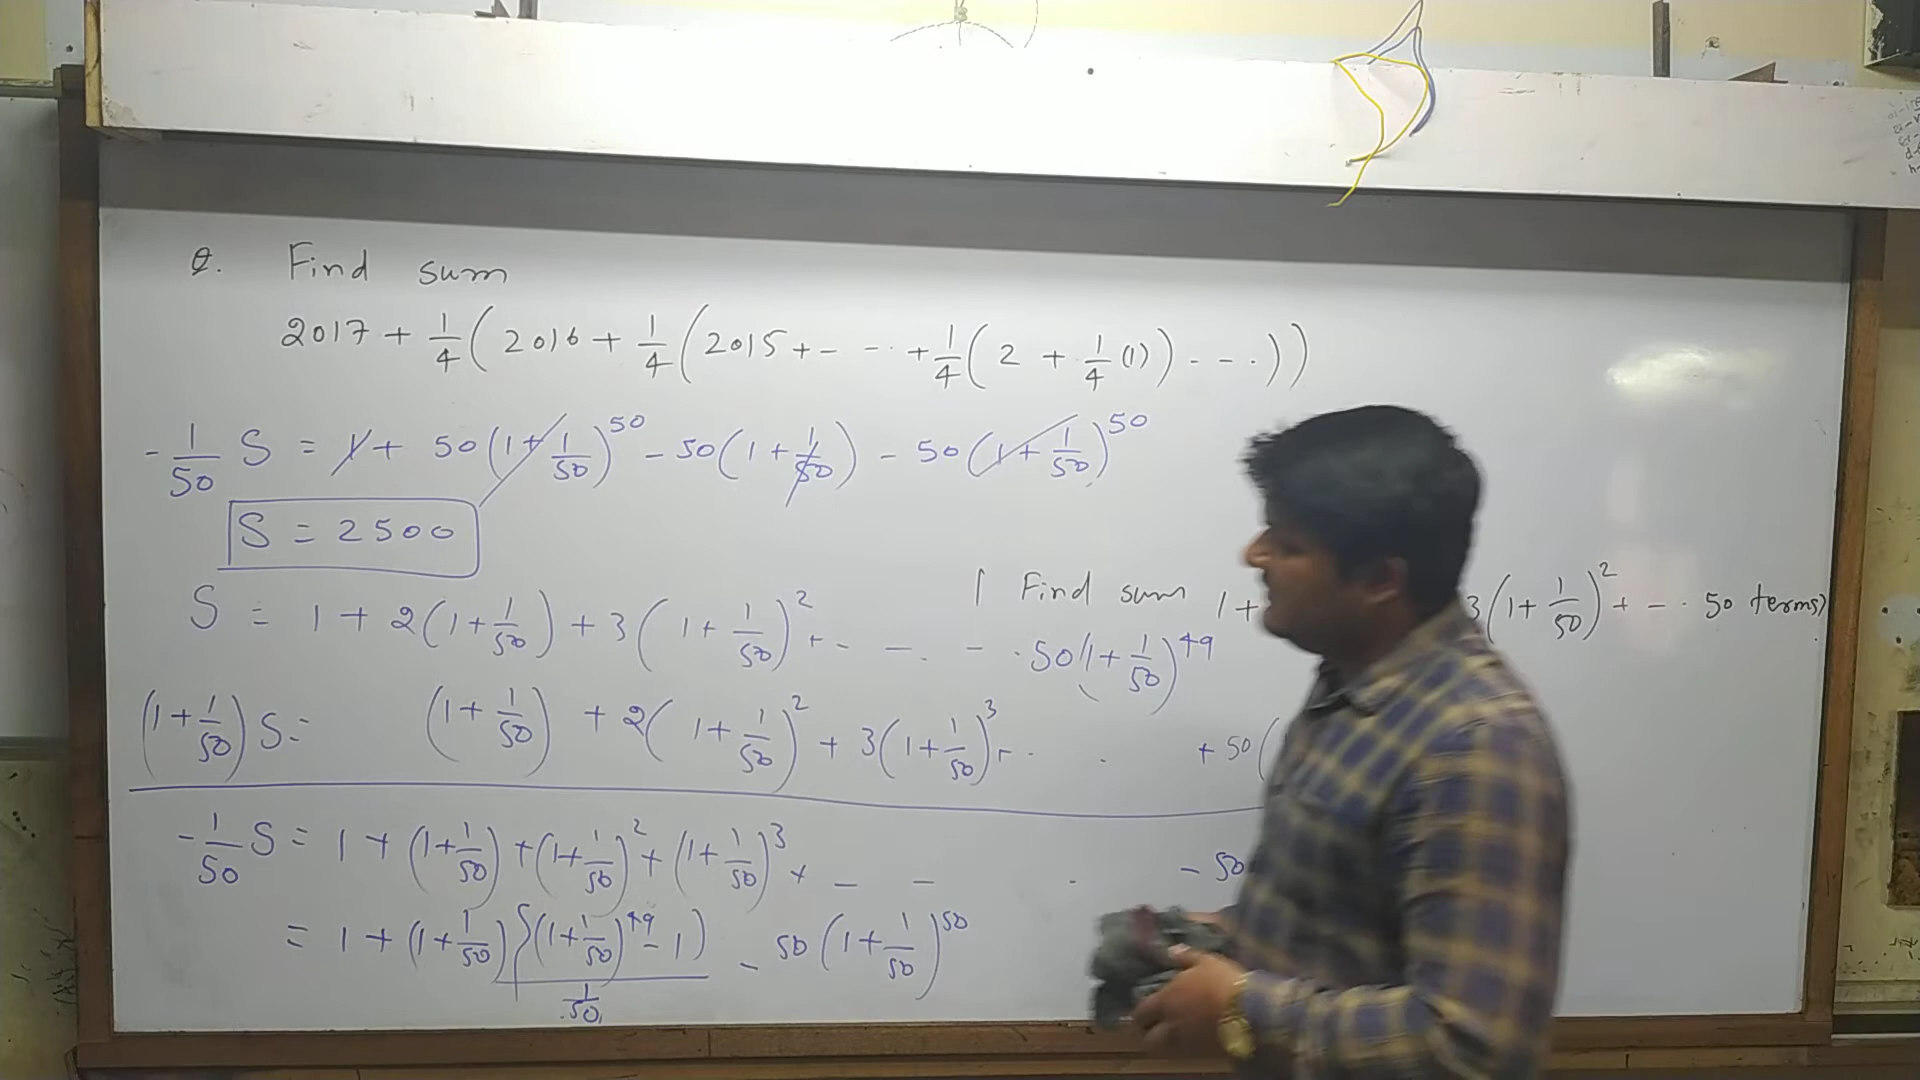 Q. Find sum
2017 + 1/4 ( 2016 + 1/4 ( 2015 + - - - + 1/4 ( 2 + 1/4 (1) ) - - - . ) )
- 1/50 S = 1 + 50 (1 + 1/50)^50 - 50 (1 + 1/50) - 50 (1 + 1/50)^50
S = 2500
Find sum 1 + 3 (1 + 1/50)^2 + - . . 50 terms)
S = 1 + 2 (1 + 1/50) + 3 (1 + 1/50)^2 + - - . - . 50 (1 + 1/50)^49
(1 + 1/50) S = (1 + 1/50) + 2 (1 + 1/50)^2 + 3 (1 + 1/50)^3 + . . . + 50 (
- 1/50 S = 1 + (1 + 1/50) + (1 + 1/50)^2 + (1 + 1/50)^3 + - - . - 50
= 1 + (1 + 1/50) { (1 + 1/50)^49 - 1 ) / 1/50 - 50 (1 + 1/50)^50